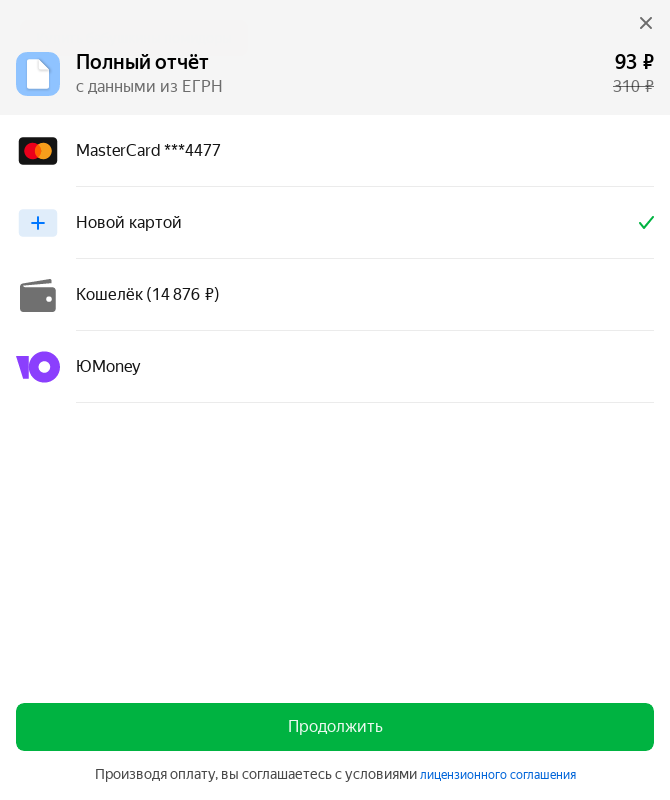 Полный отчёт
93 ₽
с данными из ЕГРН
310 ₽
MasterCard ***4477
Новой картой
Кошелёк (14 876 ₽)
ЮMoney
Продолжить
Производя оплату, вы соглашаетесь с условиями лицензионного соглашения